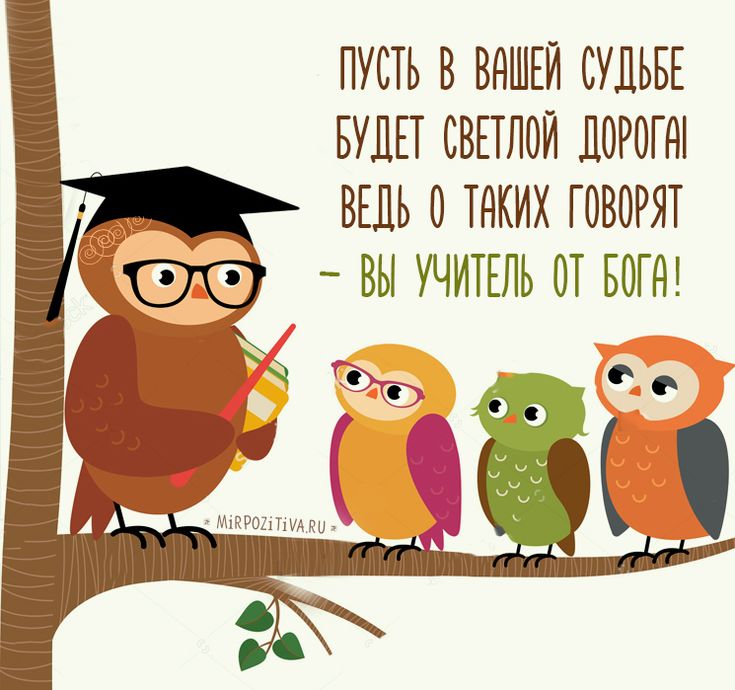 ПУСТЬ В ВАШЕЙ СУДЬБЕ
БУДЕТ СВЕТЛОЙ ДОРОГА!
ВЕДЬ О ТАКИХ ГОВОРЯТ
– ВЫ УЧИТЕЛЬ ОТ БОГА!
* MIRPOZITIVA.RU *